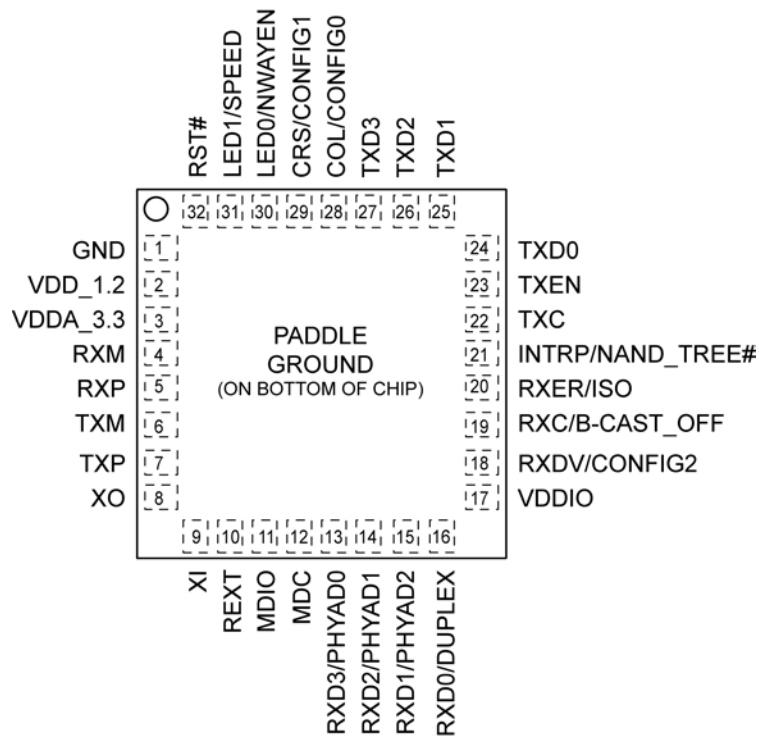 RST#
LED1/SPEED
LED0/NWAYEN
CRS/CONFIG1
COL/CONFIG0
TXD3
TXD2
TXD1
32 31 30 29 28 27 26 25
GND 1
VDD_1.2 2
VDDA_3.3 3
RXM 4
RXP 5
TXM 6
TXP 7
XO 8
PADDLE
GROUND
(ON BOTTOM OF CHIP)
24 TXD0
23 TXEN
22 TXC
21 INTRP/NAND_TREE#
20 RXER/ISO
19 RXC/B-CAST_OFF
18 RXDV/CONFIG2
17 VDDIO
9 10 11 12 13 14 15 16
XI
REXT
MDIO
MDC
RXD3/PHYAD0
RXD2/PHYAD1
RXD1/PHYAD2
RXD0/DUPLEX